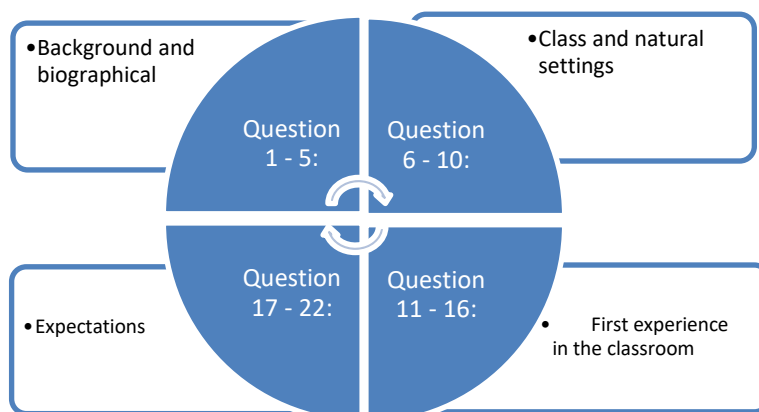 •Background and
biographical
•Class and natural
settings
Question
1 - 5:
Question
6 - 10:
Question
17 - 22:
Question
11 - 16:
•Expectations
• First experience
in the classroom